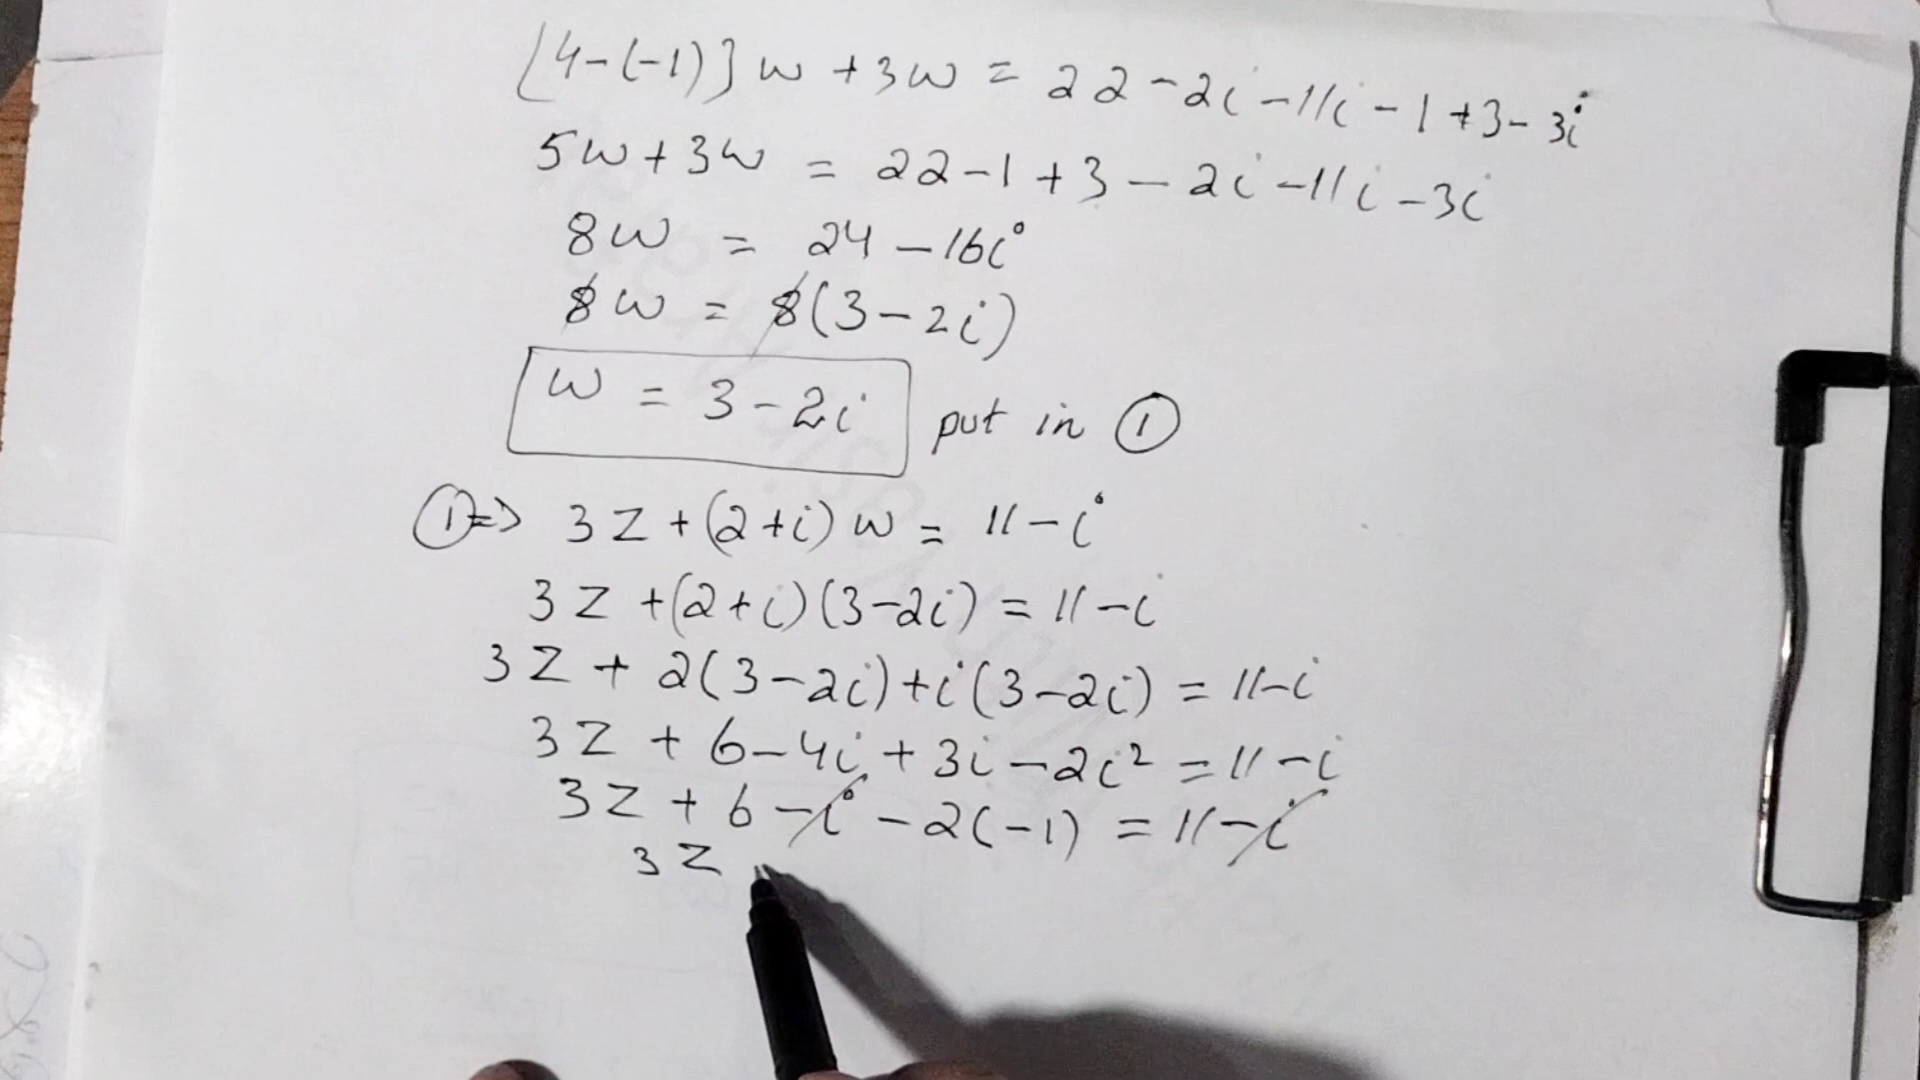 [4-(-1)]w+3w = 22-2i-11i-1+3-3i
5w+3w = 22-1+3-2i-11i-3i
8w = 24-16i
8w = 8(3-2i)
w = 3-2i put in ①
①=> 3Z+(2+i)w = 11-i
3Z+(2+i)(3-2i) = 11-i
3Z+2(3-2i)+i(3-2i) = 11-i
3Z+6-4i+3i-2i² = 11-i
3Z+6-i-2(-1) = 11-i
3Z